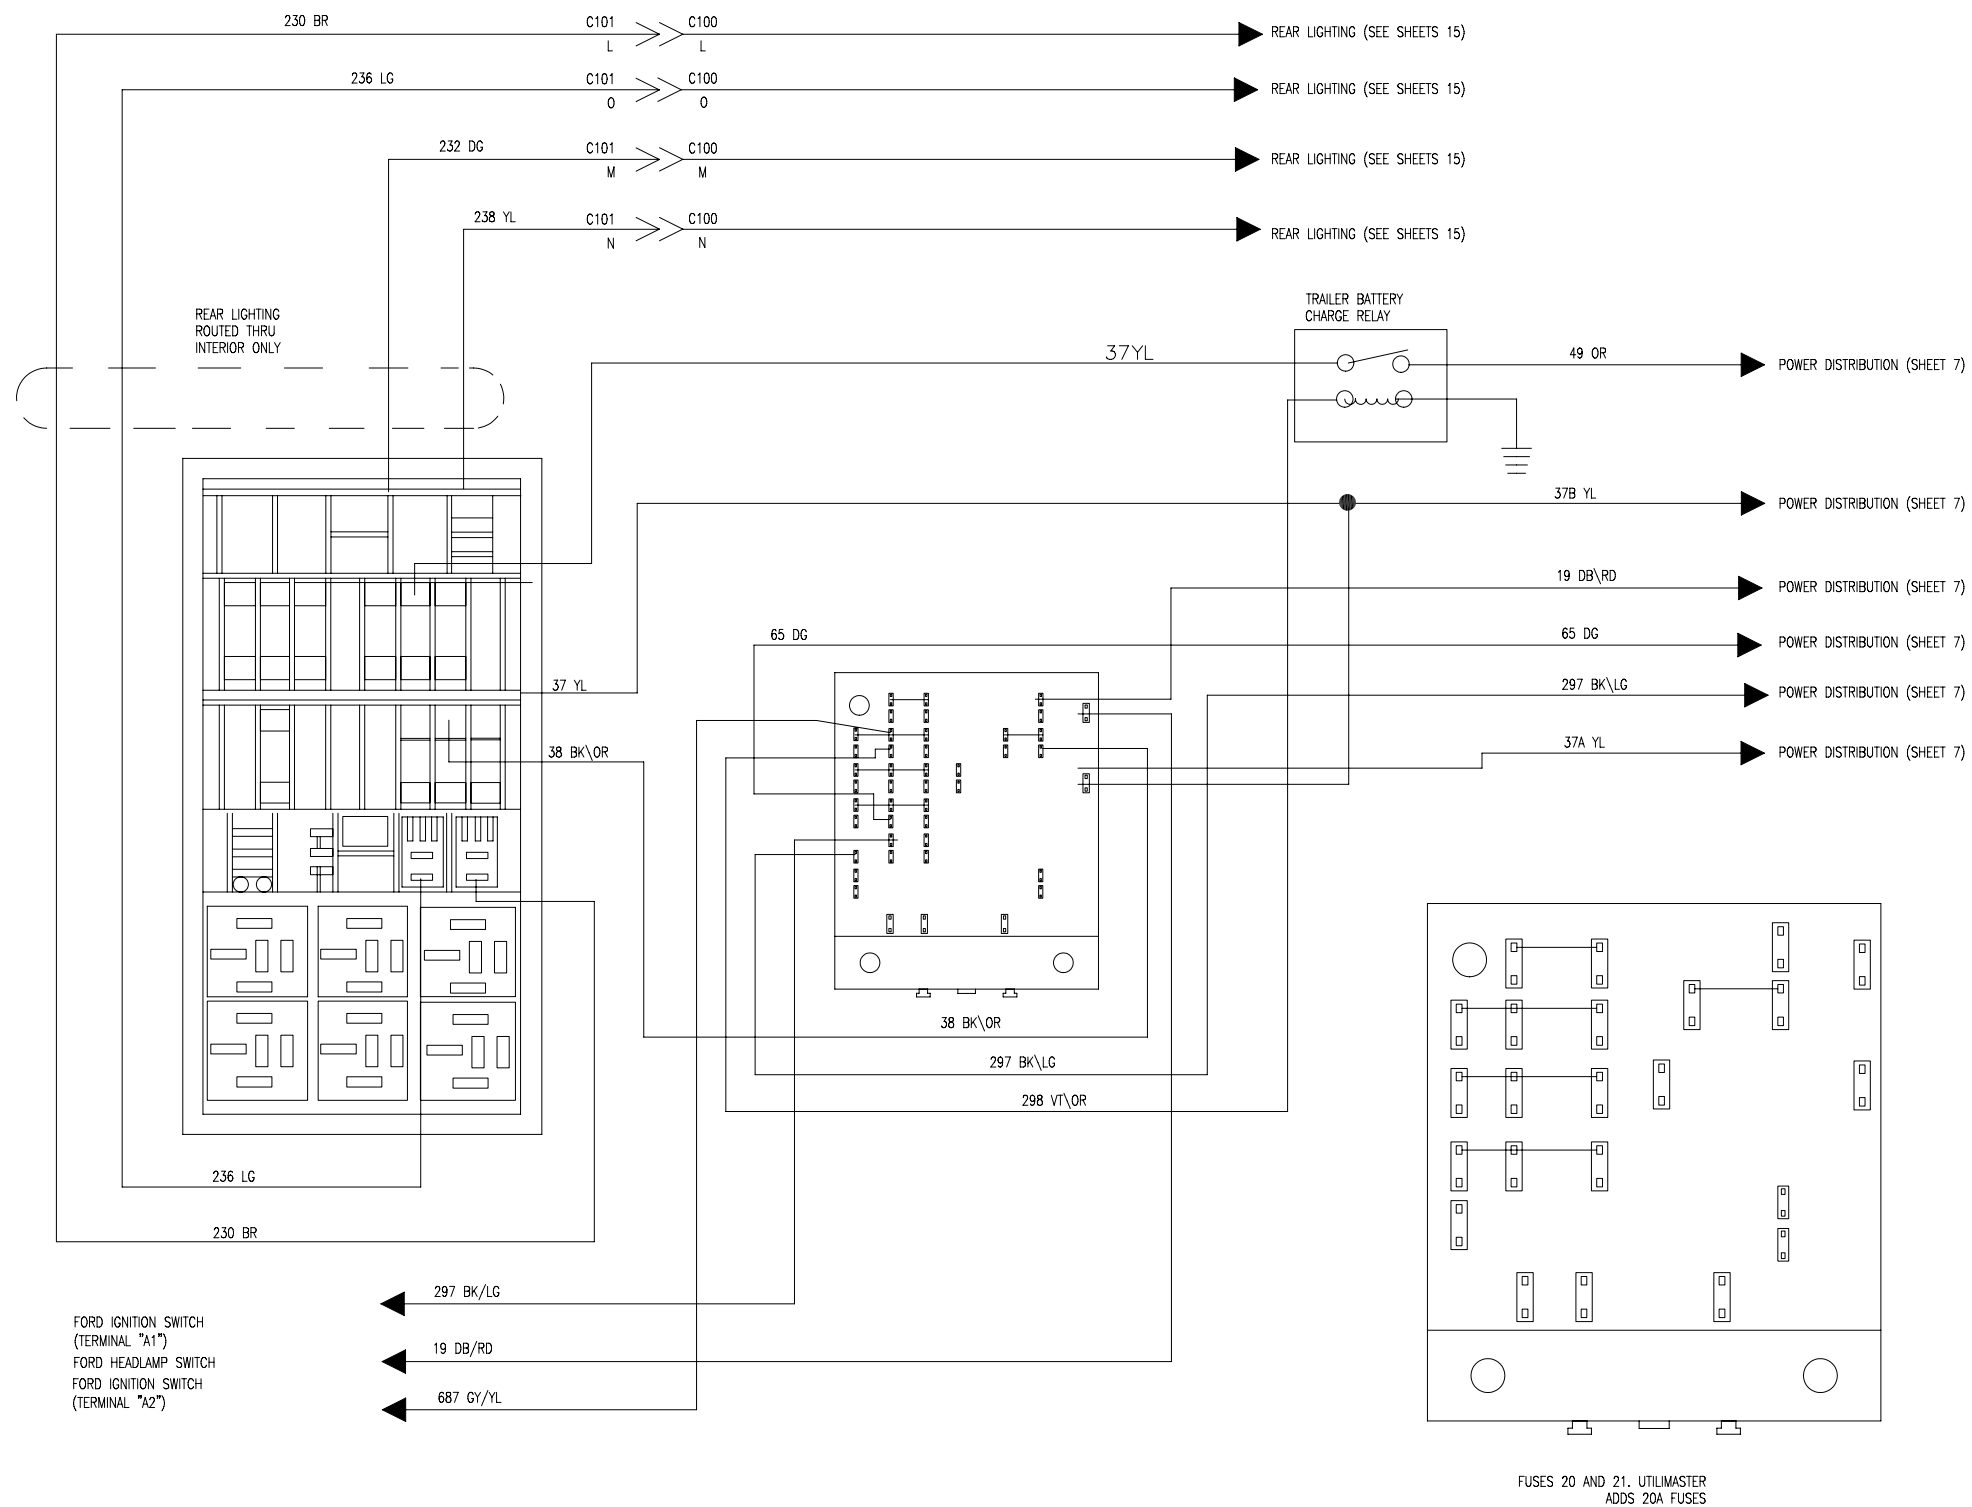 230 BR
C101
C100
L
L
REAR LIGHTING (SEE SHEETS 15)
236 LG
C101
C100
O
O
REAR LIGHTING (SEE SHEETS 15)
232 DG
C101
C100
M
M
REAR LIGHTING (SEE SHEETS 15)
238 YL
C101
C100
N
N
REAR LIGHTING (SEE SHEETS 15)
REAR LIGHTING
ROUTED THRU
INTERIOR ONLY
TRAILER BATTERY
CHARGE RELAY
37YL
49 OR
POWER DISTRIBUTION (SHEET 7)
37B YL
POWER DISTRIBUTION (SHEET 7)
19 DB\RD
POWER DISTRIBUTION (SHEET 7)
65 DG
65 DG
POWER DISTRIBUTION (SHEET 7)
37 YL
297 BK\LG
POWER DISTRIBUTION (SHEET 7)
38 BK\OR
37A YL
POWER DISTRIBUTION (SHEET 7)
38 BK\OR
297 BK\LG
298 VT\OR
236 LG
230 BR
297 BK/LG
FORD IGNITION SWITCH
(TERMINAL "A1")
19 DB/RD
FORD HEADLAMP SWITCH
FORD IGNITION SWITCH
(TERMINAL "A2")
687 GY/YL
FUSES 20 AND 21. UTILIMASTER
ADDS 20A FUSES